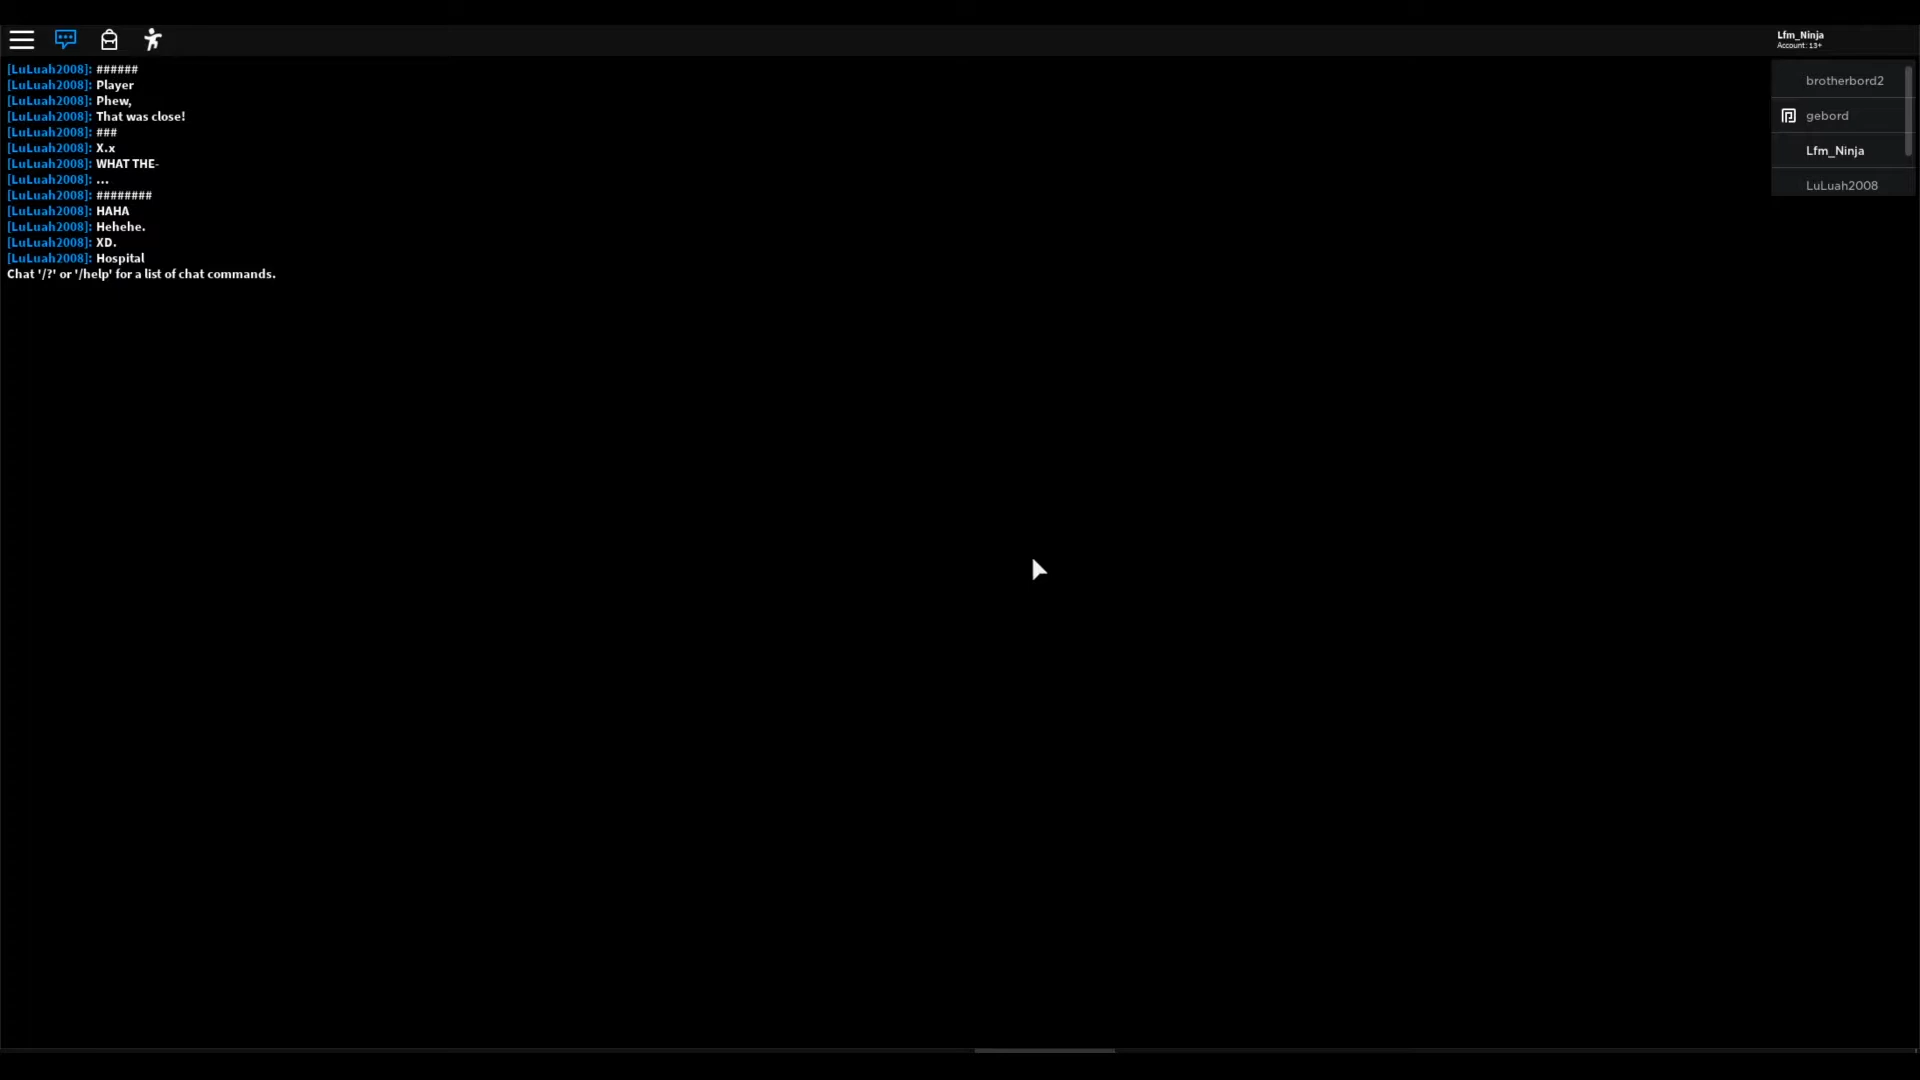 Lfm_Ninja
Account: 13+
[LuLuah2008]: ######
[LuLuah2008]: Player
[LuLuah2008]: Phew,
[LuLuah2008]: That was close!
[LuLuah2008]: ###
[LuLuah2008]: X.x
[LuLuah2008]: WHAT THE-
[LuLuah2008]: ...
[LuLuah2008]: ########
[LuLuah2008]: HAHA
[LuLuah2008]: Hehehe.
[LuLuah2008]: XD.
[LuLuah2008]: Hospital
Chat '/?' or '/help' for a list of chat commands.
brotherbord2
gebord
Lfm_Ninja
LuLuah2008